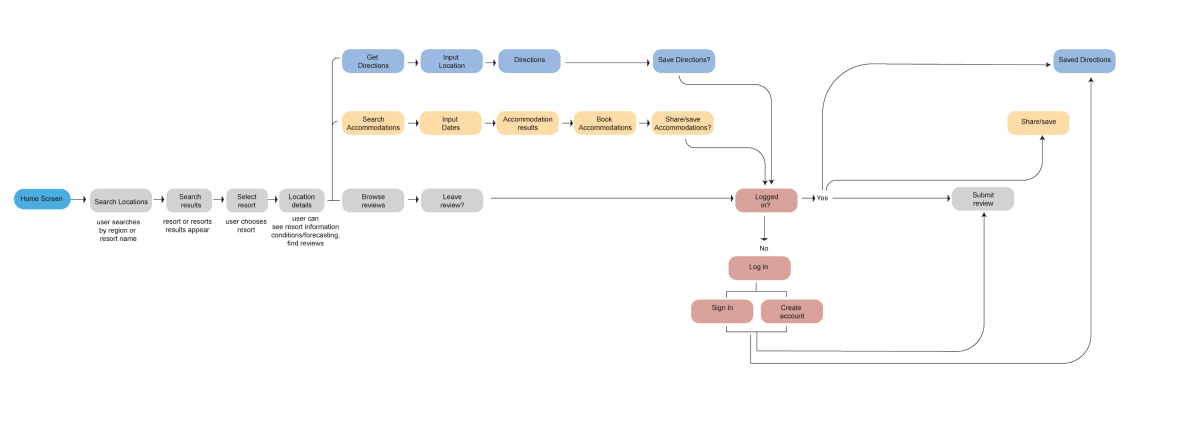 Get
Directions
Input
Location
Directions
Save Directions?
Saved Directions
Search
Accommodations
Input
Dates
Accommodation
results
Book
Accommodations
Share/save
Accommodations?
Share/save
Home Screen
Search Locations
user searches
by region or
resort name
Search
results
resort or resorts
results appear
Select
resort
user chooses
resort
Location
details
user can
see resort information
conditions/forecasting,
find reviews
Browse
reviews
Leave
review?
Logged
in?
Yes
Submit
review
No
Log in
Sign In
Create
account